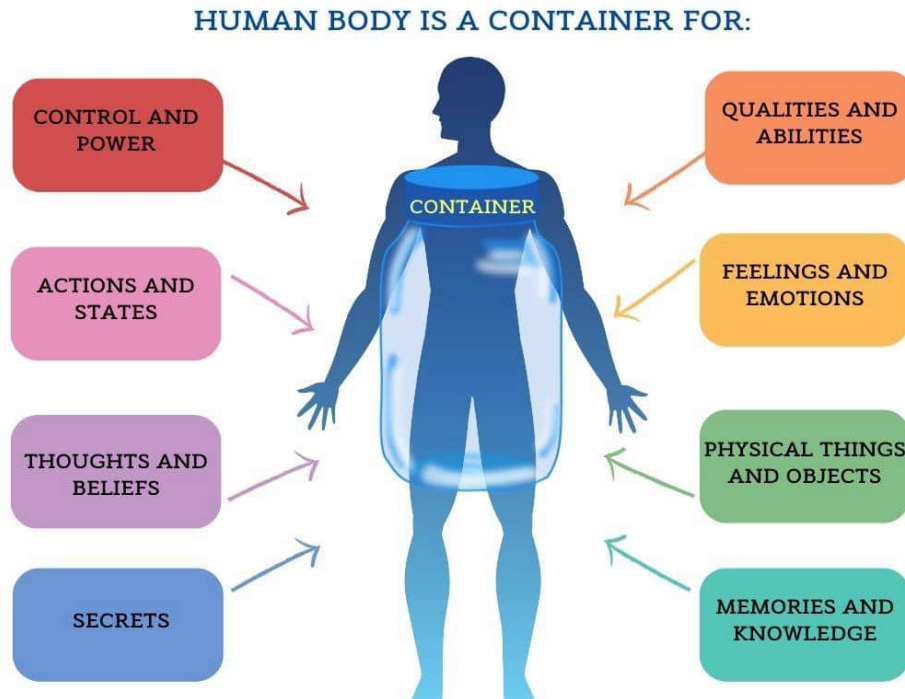 HUMAN BODY IS A CONTAINER FOR:
CONTROL AND
POWER
ACTIONS AND
STATES
THOUGHTS AND
BELIEFS
SECRETS
CONTAINER
QUALITIES AND
ABILITIES
FEELINGS AND
EMOTIONS
PHYSICAL THINGS
AND OBJECTS
MEMORIES AND
KNOWLEDGE